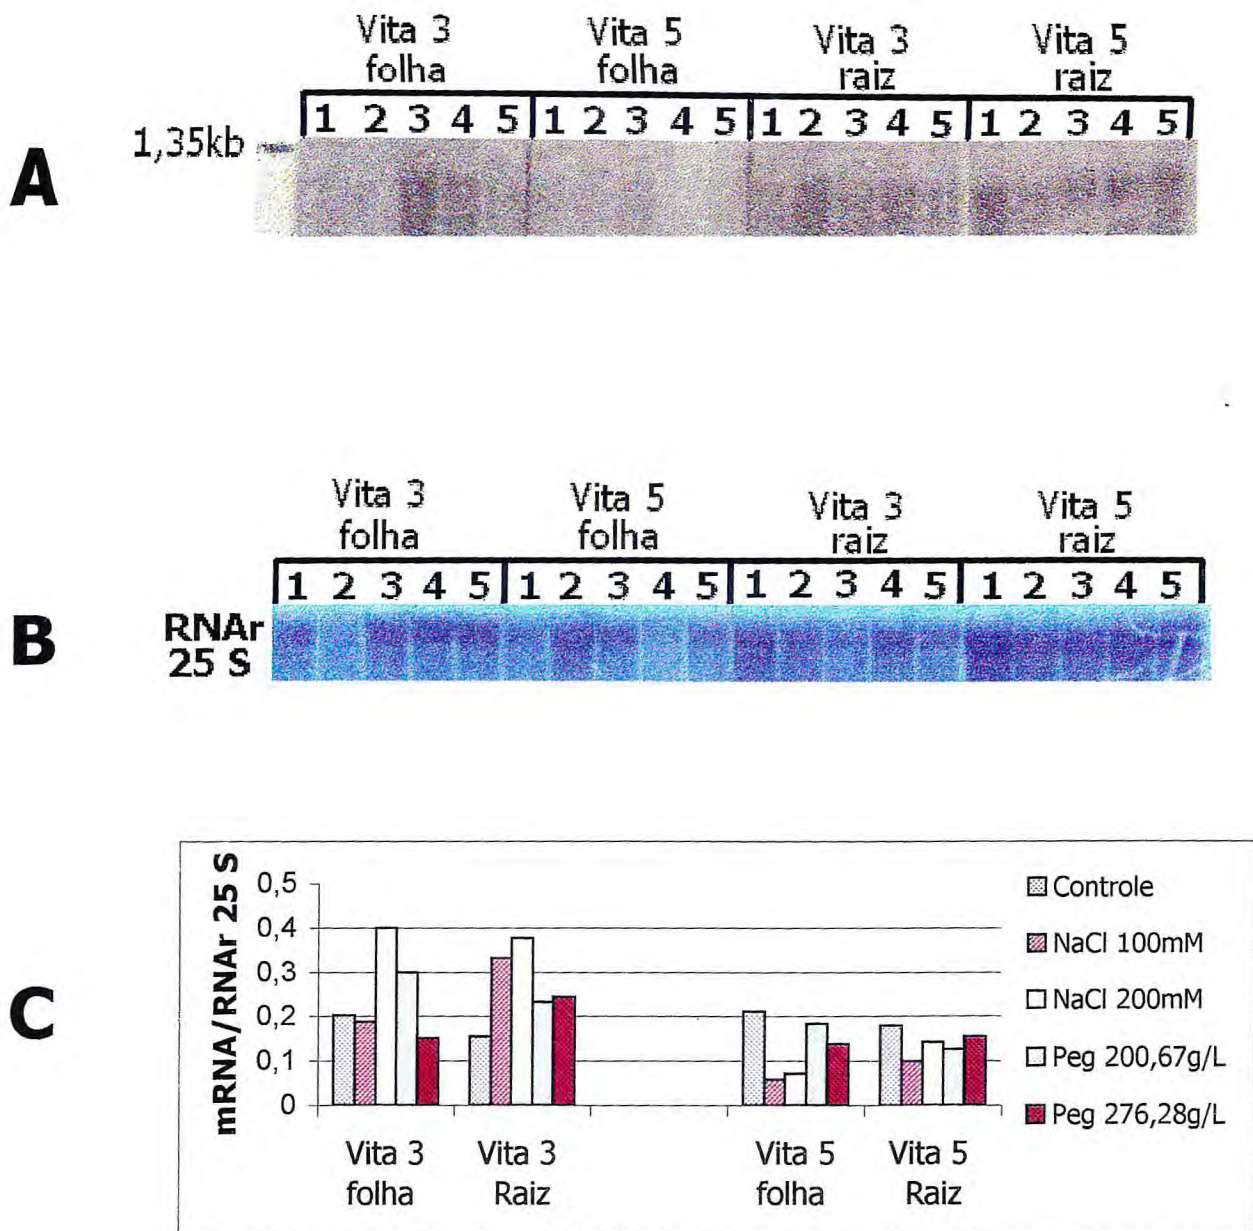 A
Vita 3 Vita 5 Vita 3 Vita 5
folha folha raiz raiz
1 2 3 4 5 1 2 3 4 5 1 2 3 4 5 1 2 3 4 5
1,35kb
B
Vita 3 Vita 5 Vita 3 Vita 5
folha folha raiz raiz
1 2 3 4 5 1 2 3 4 5 1 2 3 4 5 1 2 3 4 5
RNAr
25 S
C
mRNA/RNAr 25 S
0,5
0,4
0,3
0,2
0,1
0
Vita 3 Vita 3 Vita 5 Vita 5
folha Raiz folha Raiz
Controle
NaCl 100mM
NaCl 200mM
Peg 200,67g/L
Peg 276,28g/L